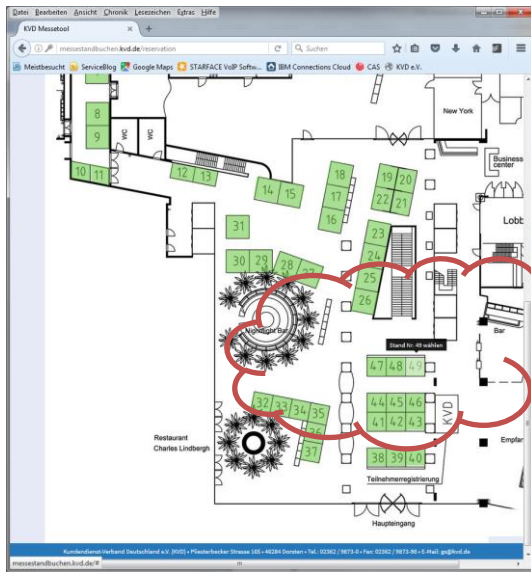 Datei Bearbeiten Ansicht Chronik Lesezeichen Extras Hilfe
KVD Messetool
messestandbuchen.kvd.de/reservation
Suchen
Meistbesucht ServiceBlog Google Maps STARFACE VoIP Softw... IBM Connections Cloud CAS KVD e.V.
8
9
WC WC
New York
10 11
12 13
14 15
18
17
16
19 20
22 21
Business
center
Lobb
31
23
24
25
26
30 29 28 27
Nightflight Bar
Bar
Stand Nr. 49 wählen
47 48 49
32 33 34 35
36
37
44 45 46
41 42 43
KVD
Restaurant
Charles Lindbergh
Empfan
38 39 40
Teilnehmerregistrierung
Haupteingang
Kundendienst-Verband Deutschland e.V. (KVD) • Pliesterbecker Strasse 105 • 46284 Dorsten • Tel.: 02362 / 9873-0 • Fax: 02362 / 9873-98 • E-Mail: gs@kvd.de
messestandbuchen.kvd.de/#